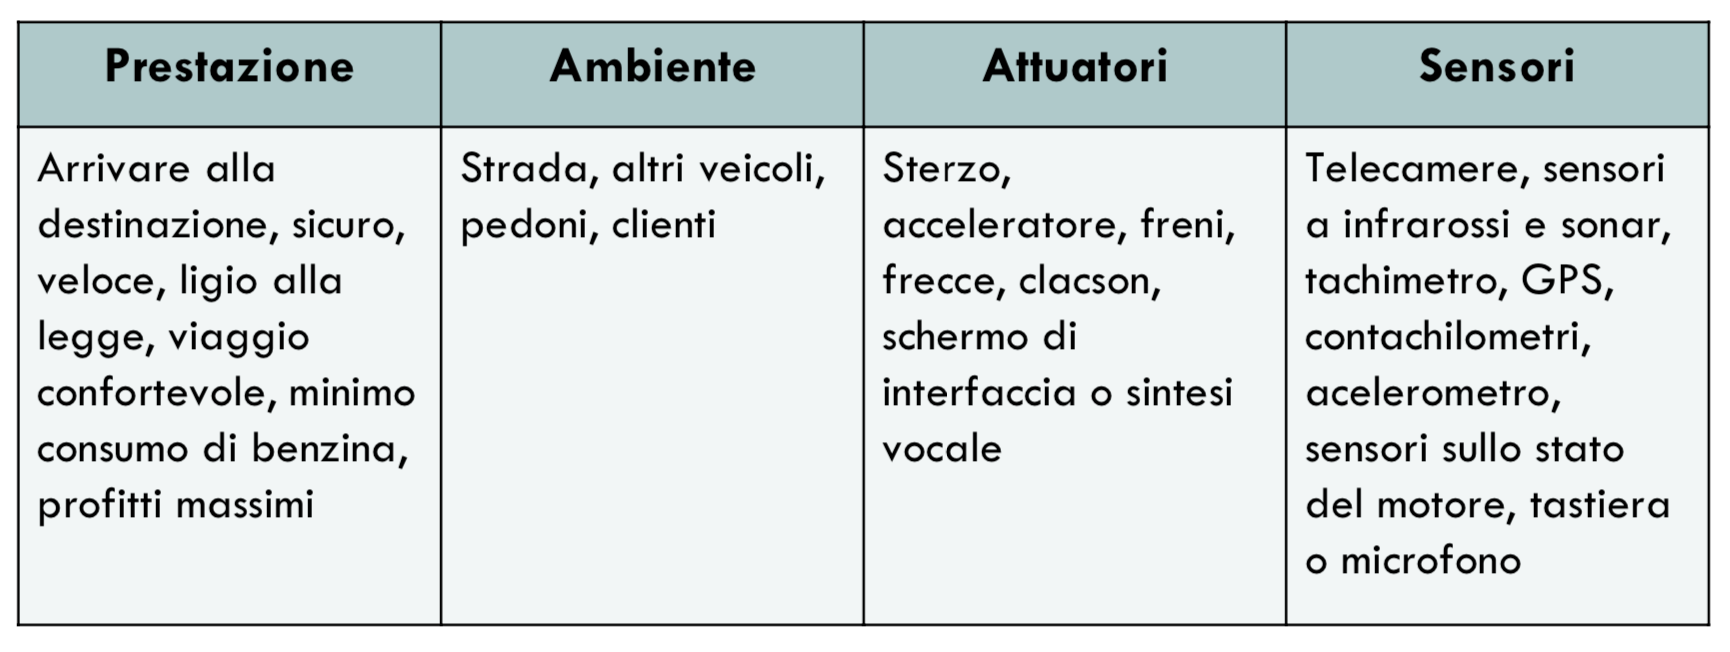 Prestazione
Ambiente
Attuatori
Sensori
Arrivare alla
destinazione, sicuro,
veloce, ligio alla
legge, viaggio
confortevole, minimo
consumo di benzina,
profitti massimi
Strada, altri veicoli,
pedoni, clienti
Sterzo,
acceleratore, freni,
frecce, clacson,
schermo di
interfaccia o sintesi
vocale
Telecamere, sensori
a infrarossi e sonar,
tachimetro, GPS,
contachilometri,
acelerometro,
sensori sullo stato
del motore, tastiera
o microfono